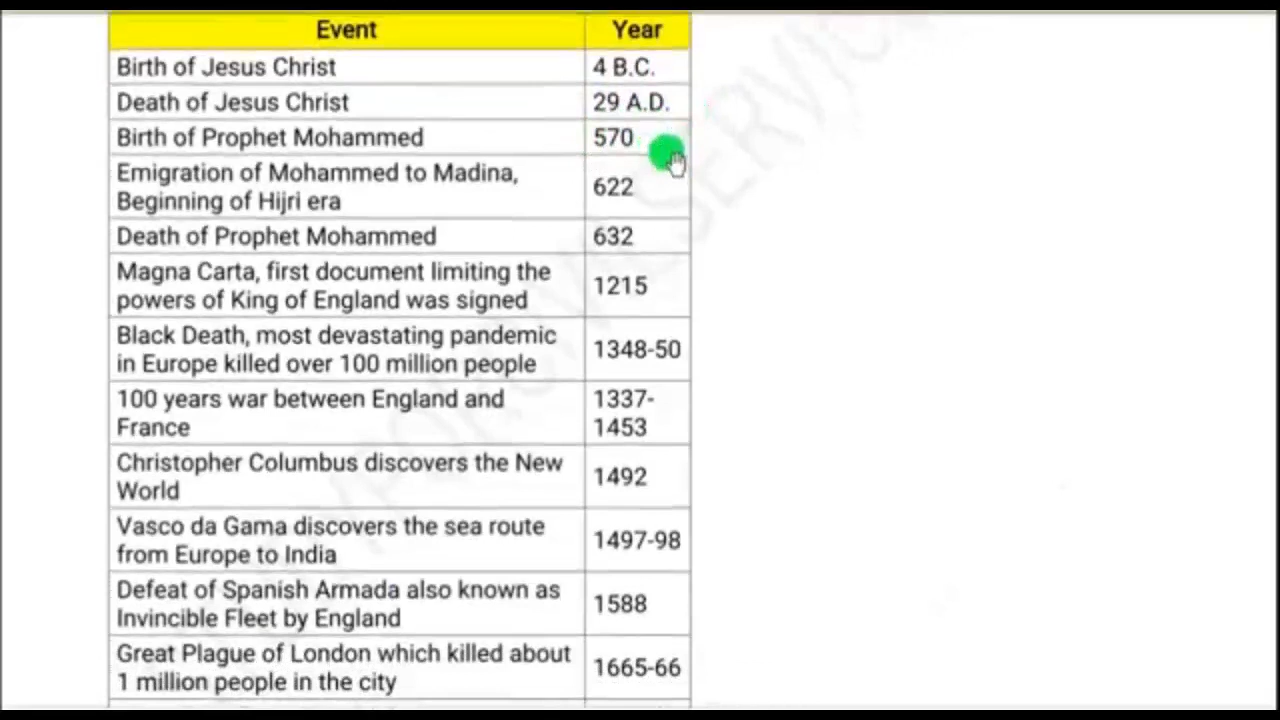 Event Year
Birth of Jesus Christ 4 B.C.
Death of Jesus Christ 29 A.D.
Birth of Prophet Mohammed 570
Emigration of Mohammed to Madina,
Beginning of Hijri era 622
Death of Prophet Mohammed 632
Magna Carta, first document limiting the
powers of King of England was signed 1215
Black Death, most devastating pandemic
in Europe killed over 100 million people 1348-50
100 years war between England and 1337-
France 1453
Christopher Columbus discovers the New
World 1492
Vasco da Gama discovers the sea route
from Europe to India 1497-98
Defeat of Spanish Armada also known as
Invincible Fleet by England 1588
Great Plague of London which killed about
1 million people in the city 1665-66